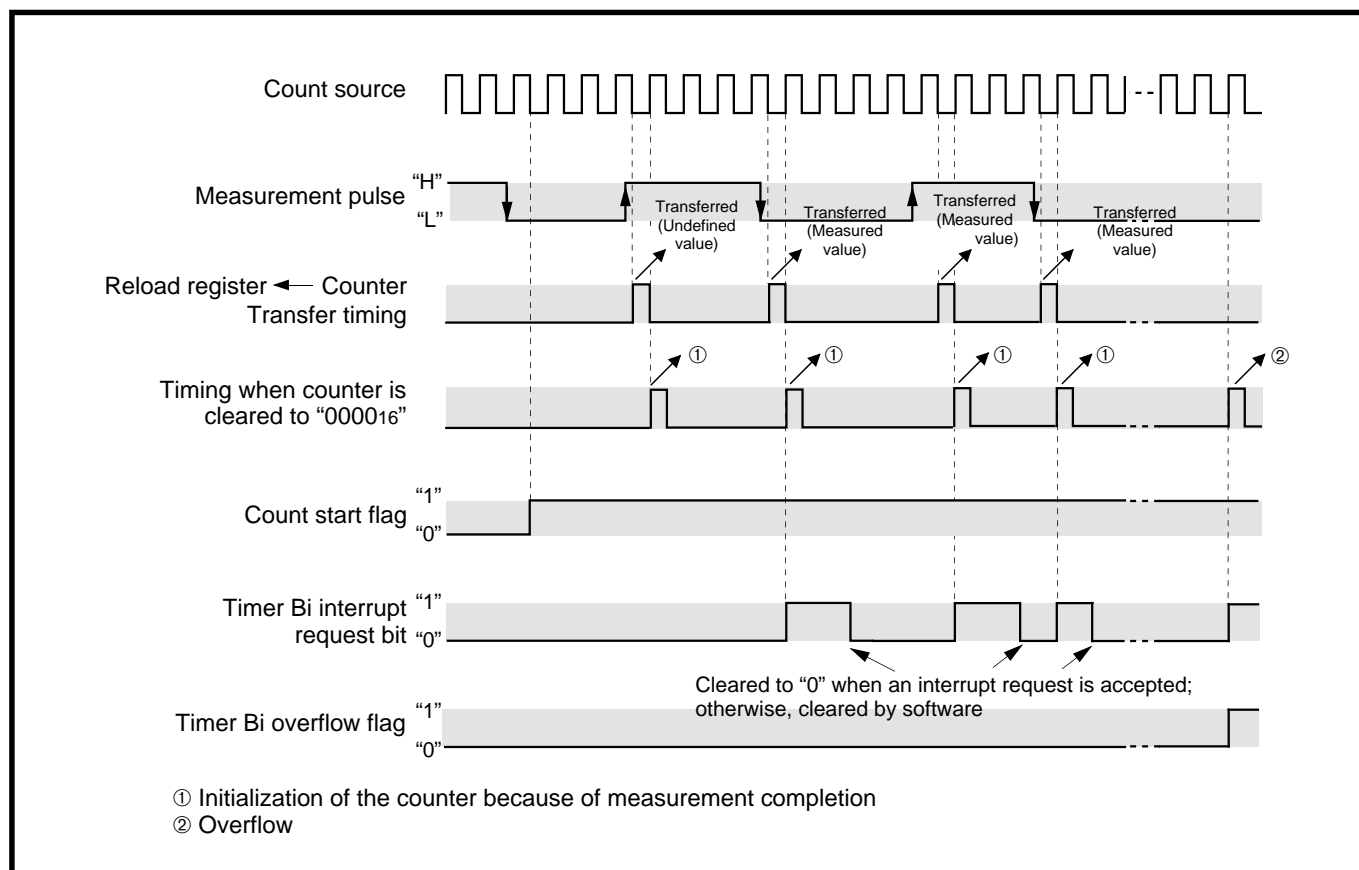 Count source
Measurement pulse
“H”
“L”
Transferred
(Undefined
value)
Transferred
(Measured
value)
Transferred
(Measured
value)
Transferred
(Measured
value)
Reload register ← Counter
Transfer timing
Timing when counter is
cleared to “000016”
①
①
①
①
②
Count start flag
“1”
“0”
Timer Bi interrupt
request bit
“1”
“0”
Cleared to “0” when an interrupt request is accepted;
otherwise, cleared by software
Timer Bi overflow flag
“1”
“0”
① Initialization of the counter because of measurement completion
② Overflow